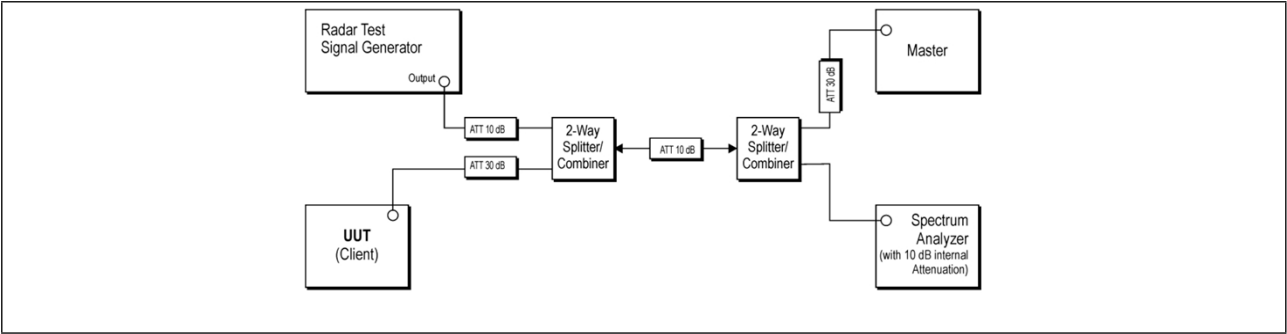 Radar Test
Signal Generator
Output
Master
ATT 30 dB
ATT 10 dB
2-Way
Splitter/
Combiner
ATT 10 dB
2-Way
Splitter/
Combiner
ATT 30 dB
UUT
(Client)
Spectrum
Analyzer
(with 10 dB internal
Attenuation)